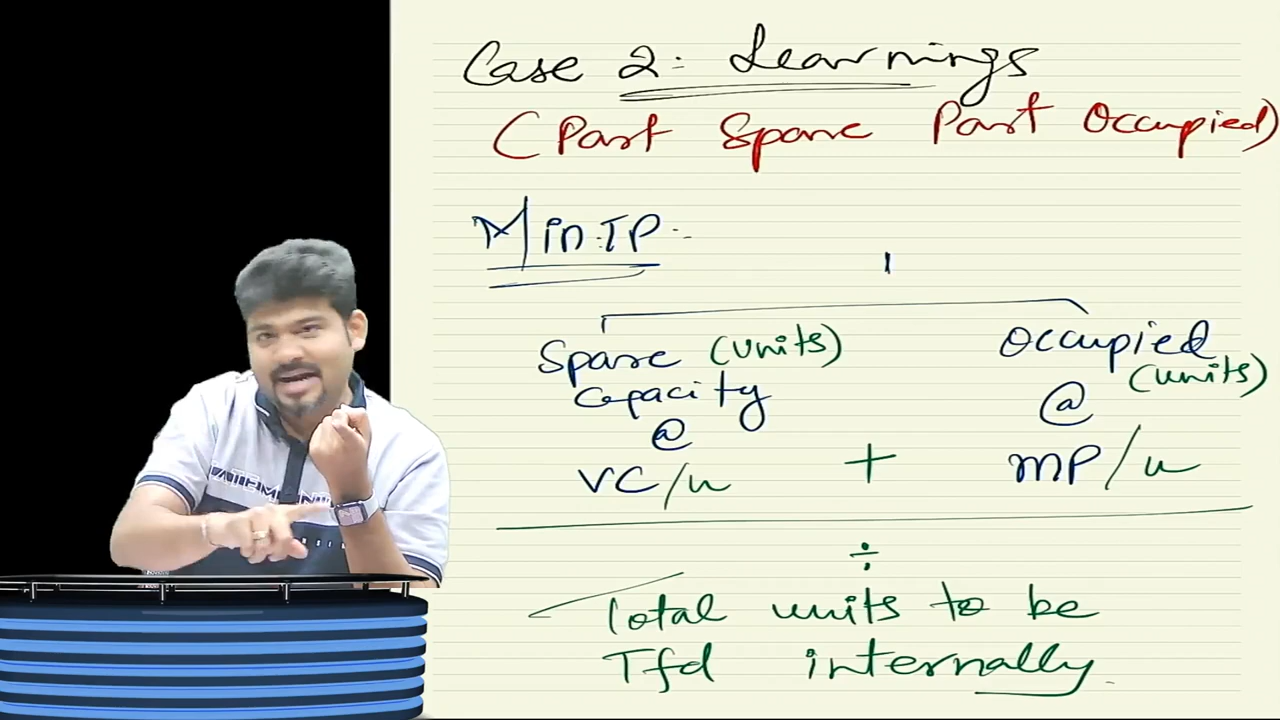 Case 2: Learnings
(Part Spare Part Occupied)
Min TP:
Spare (units)
Capacity
@
VC/u
+
Occupied
(units)
@
MP/u
÷
Total units to be
Tfd internally.